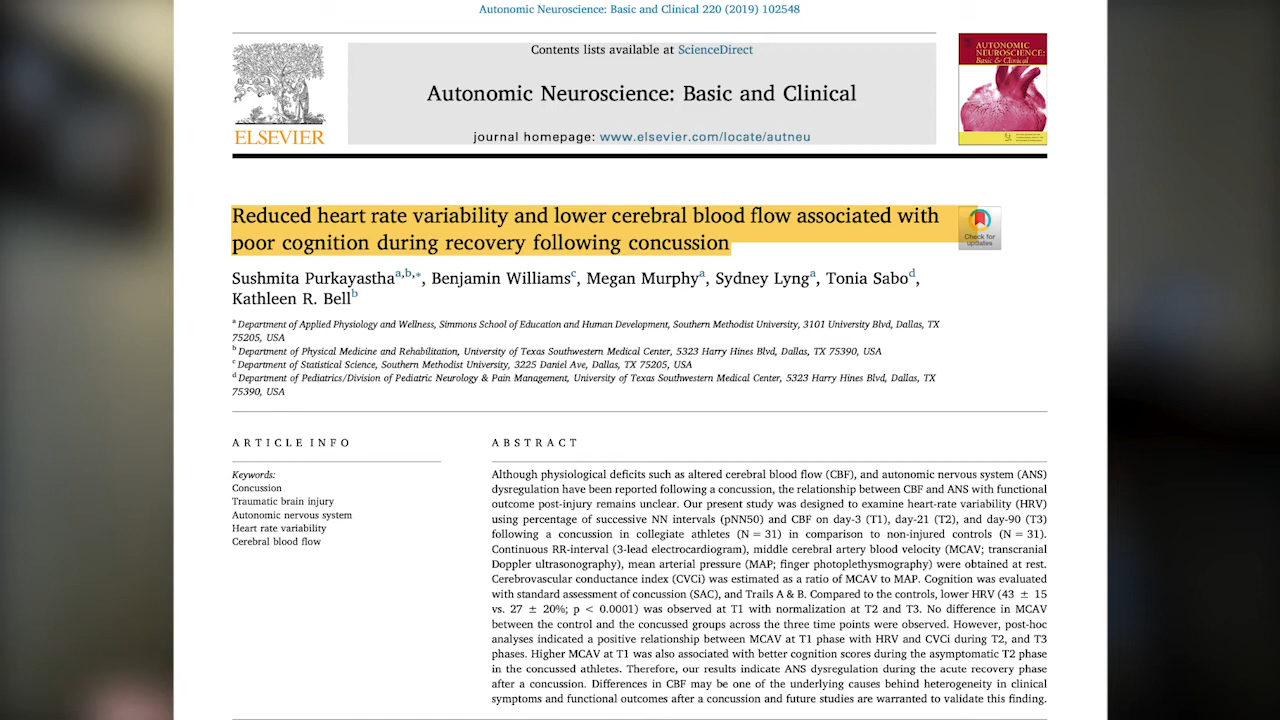 Autonomic Neuroscience: Basic and Clinical 220 (2019) 102548
Contents lists available at ScienceDirect
Autonomic Neuroscience: Basic and Clinical
journal homepage: www.elsevier.com/locate/autneu
ELSEVIER
AUTONOMIC
NEUROSCIENCE:
Basic & Clinical
Reduced heart rate variability and lower cerebral blood flow associated with
poor cognition during recovery following concussion
Check for
updates
Sushmita Purkayastha a,b,*, Benjamin Williams c, Megan Murphy a, Sydney Lyng a, Tonia Sabo d,
Kathleen R. Bell b
a Department of Applied Physiology and Wellness, Simmons School of Education and Human Development, Southern Methodist University, 3101 University Blvd, Dallas, TX
75205, USA
b Department of Physical Medicine and Rehabilitation, University of Texas Southwestern Medical Center, 5323 Harry Hines Blvd, Dallas, TX 75390, USA
c Department of Statistical Science, Southern Methodist University, 3225 Daniel Ave, Dallas, TX 75205, USA
d Department of Pediatrics/Division of Pediatric Neurology & Pain Management, University of Texas Southwestern Medical Center, 5323 Harry Hines Blvd, Dallas, TX
75390, USA
ARTICLE INFO
Keywords:
Concussion
Traumatic brain injury
Autonomic nervous system
Heart rate variability
Cerebral blood flow
ABSTRACT
Although physiological deficits such as altered cerebral blood flow (CBF), and autonomic nervous system (ANS)
dysregulation have been reported following a concussion, the relationship between CBF and ANS with functional
outcome post-injury remains unclear. Our present study was designed to examine heart-rate variability (HRV)
using percentage of successive NN intervals (pNN50) and CBF on day-3 (T1), day-21 (T2), and day-90 (T3)
following a concussion in collegiate athletes (N = 31) in comparison to non-injured controls (N = 31).
Continuous RR-interval (3-lead electrocardiogram), middle cerebral artery blood velocity (MCAV; transcranial
Doppler ultrasonography), mean arterial pressure (MAP; finger photoplethysmography) were obtained at rest.
Cerebrovascular conductance index (CVCi) was estimated as a ratio of MCAV to MAP. Cognition was evaluated
with standard assessment of concussion (SAC), and Trails A & B. Compared to the controls, lower HRV (43 ± 15
vs. 27 ± 20%; p < 0.0001) was observed at T1 with normalization at T2 and T3. No difference in MCAV
between the control and the concussed groups across the three time points were observed. However, post-hoc
analyses indicated a positive relationship between MCAV at T1 phase with HRV and CVCi during T2, and T3
phases. Higher MCAV at T1 was also associated with better cognition scores during the asymptomatic T2 phase
in the concussed athletes. Therefore, our results indicate ANS dysregulation during the acute recovery phase
after a concussion. Differences in CBF may be one of the underlying causes behind heterogeneity in clinical
symptoms and functional outcomes after a concussion and future studies are warranted to validate this finding.